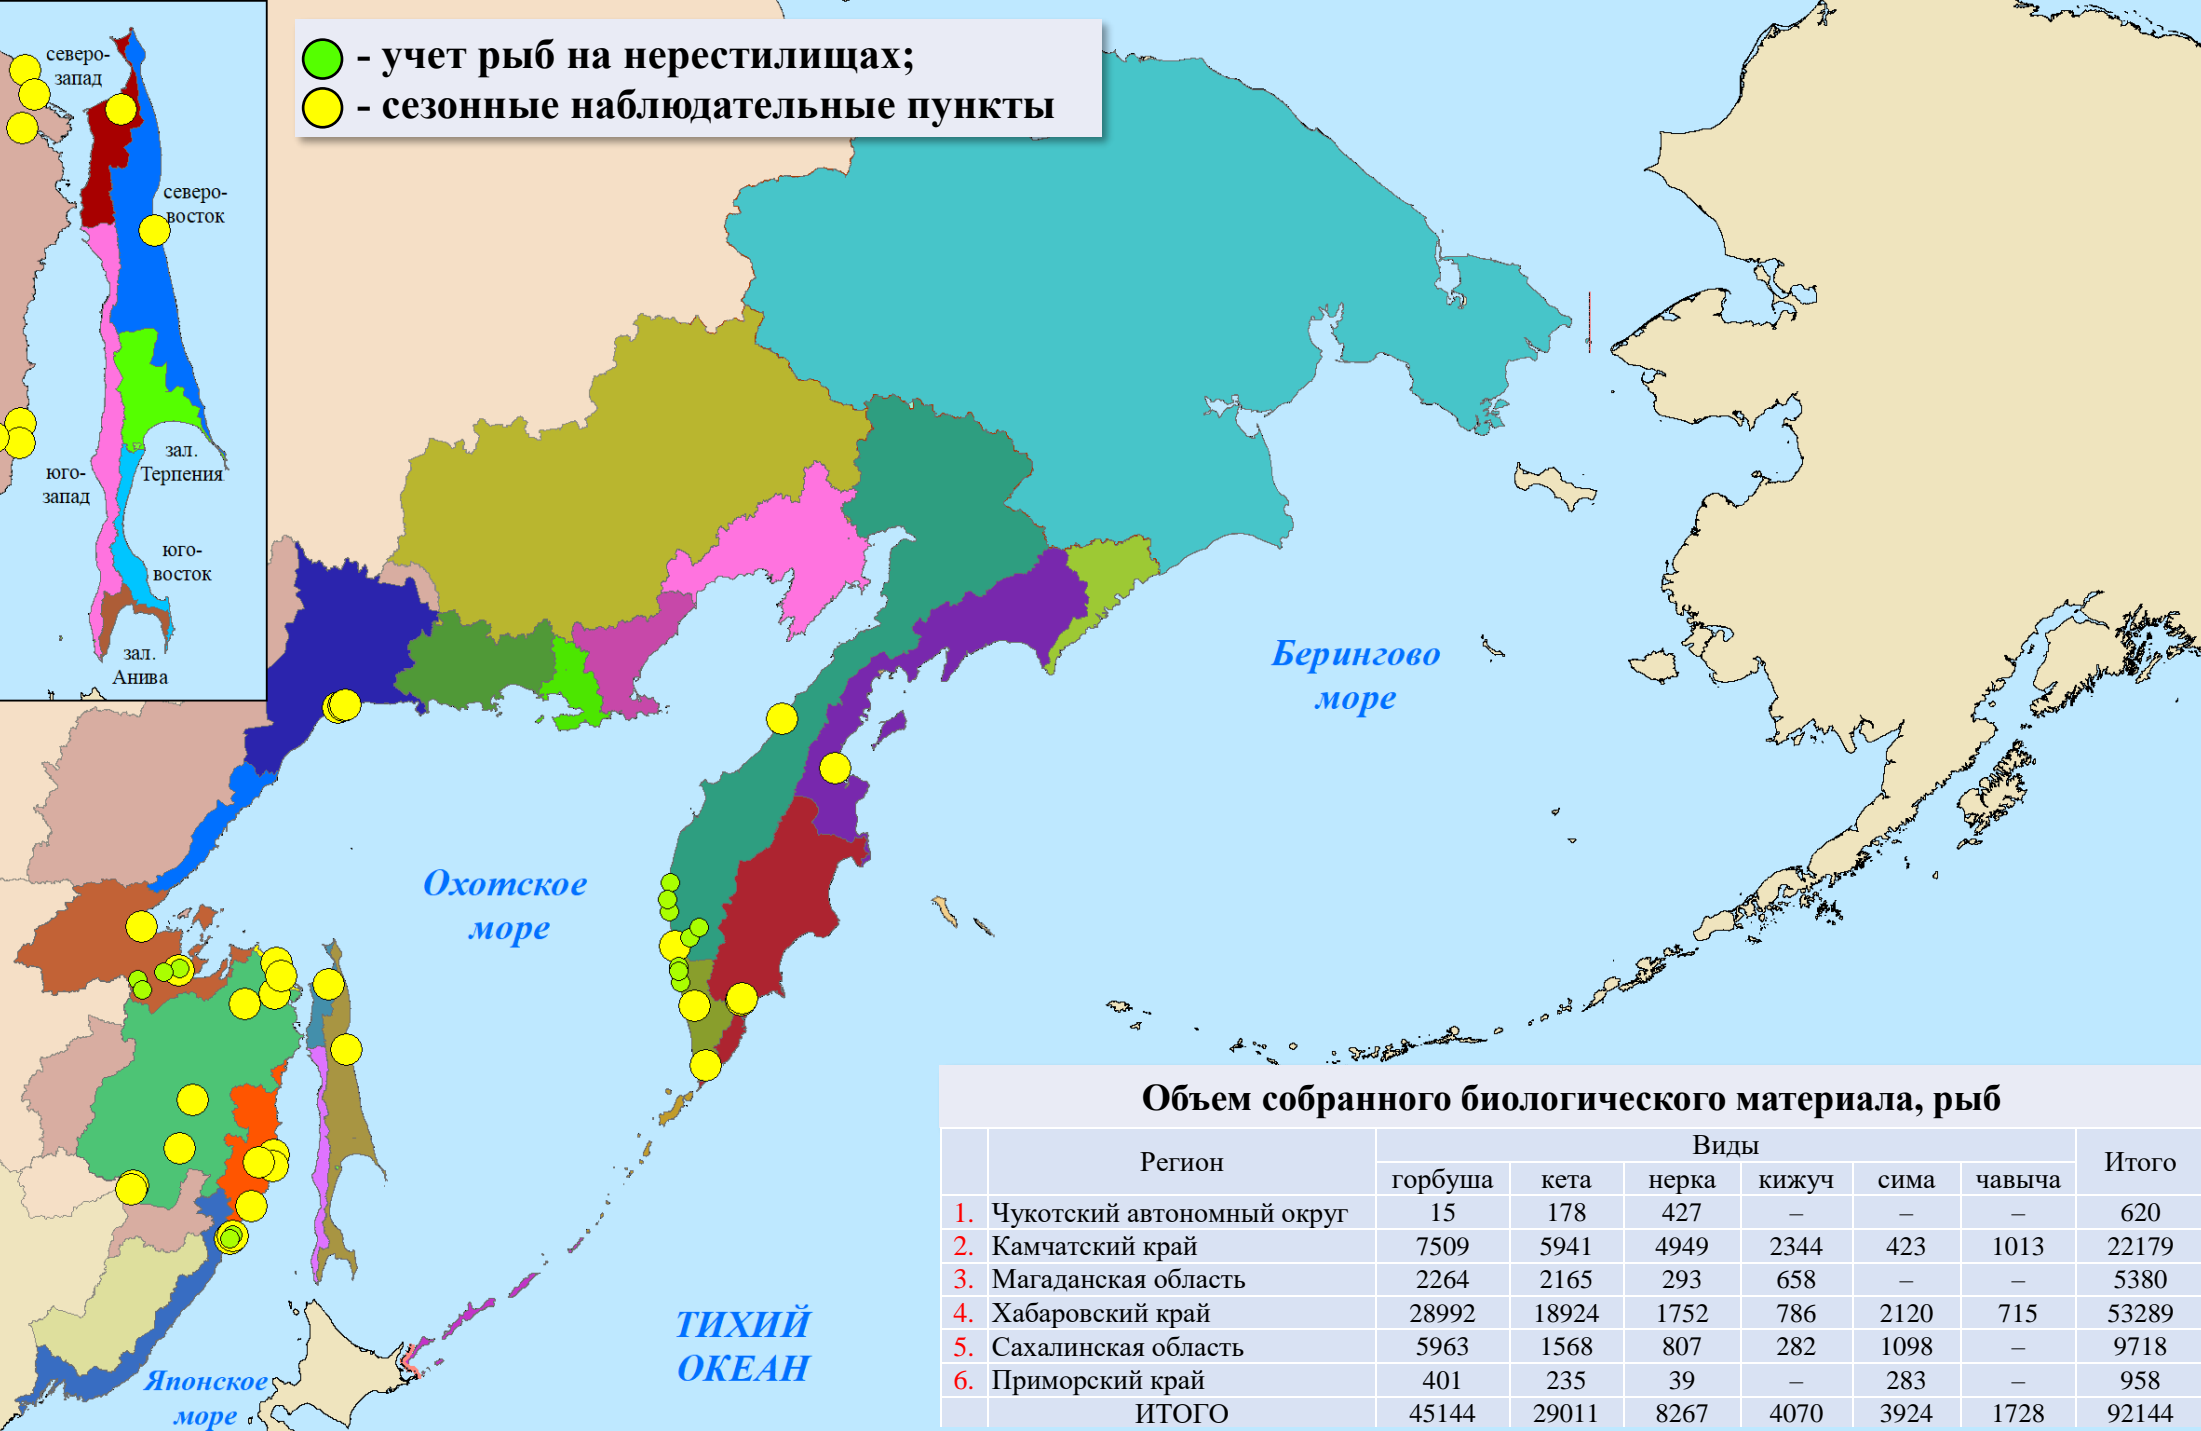 северо-
запад
северо-
восток
зал.
Терпения
юго-
запад
юго-
восток
зал.
Анива
- учет рыб на нерестилищах;
- сезонные наблюдательные пункты
Берингово
море
Охотское
море
ТИХИЙ
ОКЕАН
Японское
море
Объем собранного биологического материала, рыб
Регион Виды Итого
горбуша кета нерка кижуч сима чавыча
1. Чукотский автономный округ 15 178 427 – – – 620
2. Камчатский край 7509 5941 4949 2344 423 1013 22179
3. Магаданская область 2264 2165 293 658 – – 5380
4. Хабаровский край 28992 18924 1752 786 2120 715 53289
5. Сахалинская область 5963 1568 807 282 1098 – 9718
6. Приморский край 401 235 39 – 283 – 958
ИТОГО 45144 29011 8267 4070 3924 1728 92144